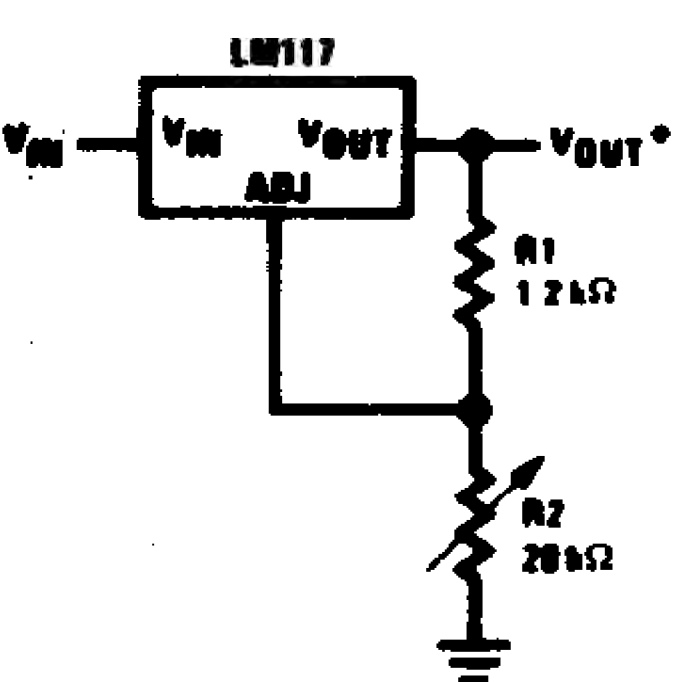 LM117
VIN
VIN
VOUT
VOUT*
ADJ
R1
1 2 kΩ
R2
20 kΩ